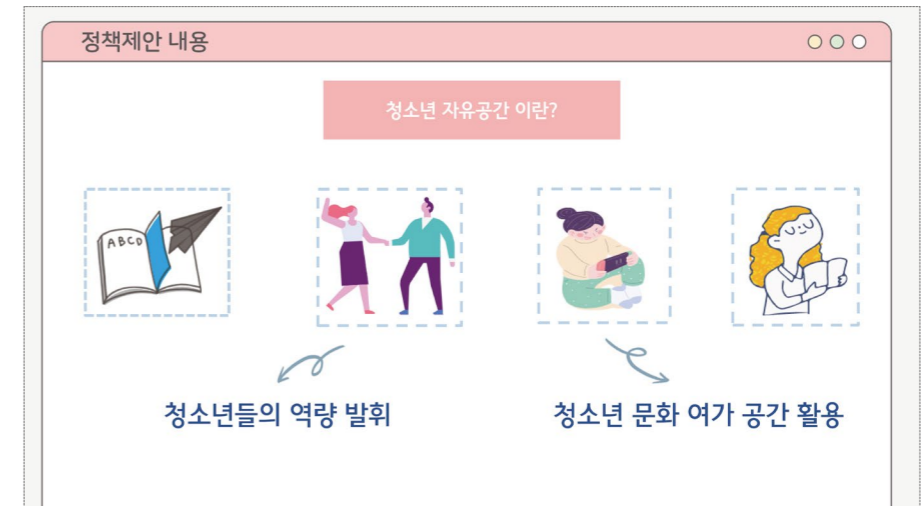 정책제안 내용
청소년 자유공간 이란?
ABCD
청소년들의 역량 발휘
청소년 문화 여가 공간 활용